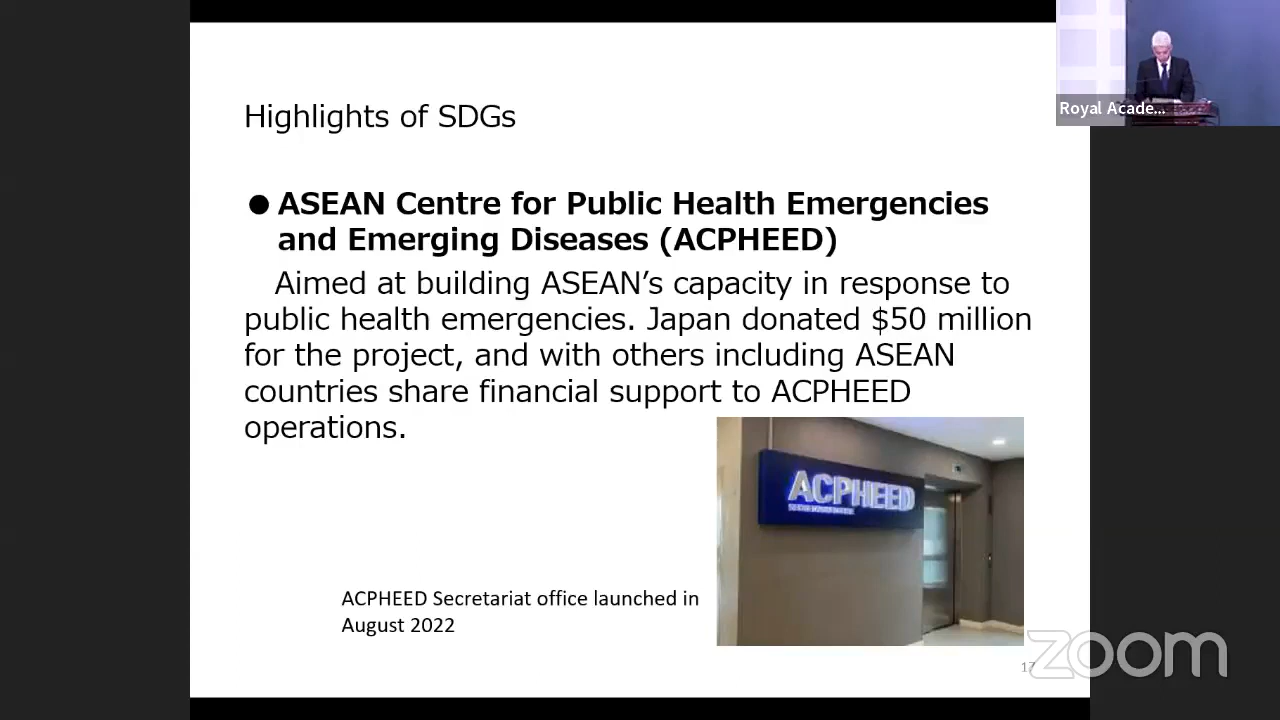 Highlights of SDGs
● ASEAN Centre for Public Health Emergencies
and Emerging Diseases (ACPHEED)
Aimed at building ASEAN’s capacity in response to
public health emergencies. Japan donated $50 million
for the project, and with others including ASEAN
countries share financial support to ACPHEED
operations.
ACPHEED
ACPHEED Secretariat office launched in
August 2022
17
Royal Acade...
zoom